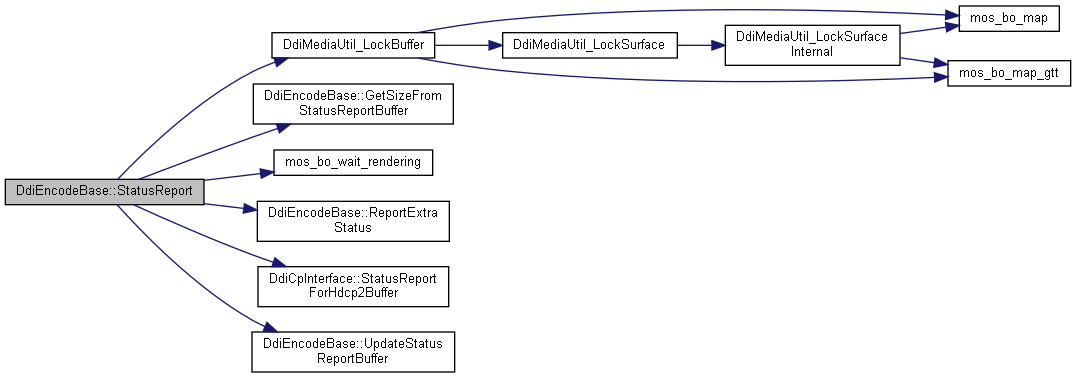 DdiEncodeBase::StatusReport
DdiMediaUtil_LockBuffer
DdiMediaUtil_LockSurface
DdiMediaUtil_LockSurface
Internal
mos_bo_map
mos_bo_map_gtt
DdiEncodeBase::GetSizeFrom
StatusReportBuffer
mos_bo_wait_rendering
DdiEncodeBase::ReportExtra
Status
DdiCpInterface::StatusReport
ForHdcp2Buffer
DdiEncodeBase::UpdateStatus
ReportBuffer